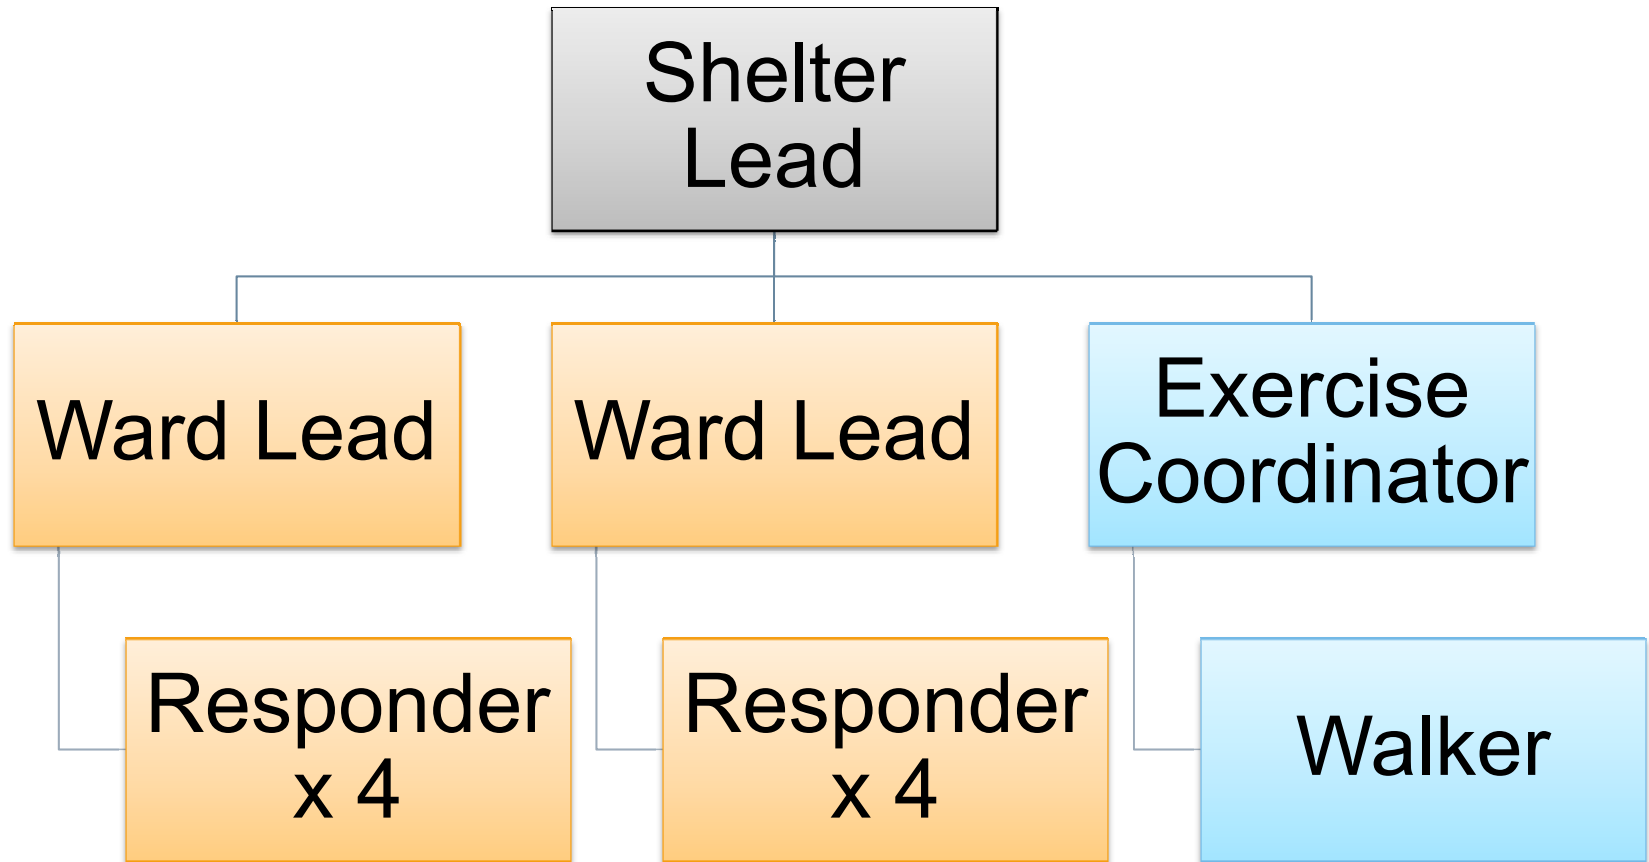 Shelter
Lead
Ward Lead
Ward Lead
Exercise
Coordinator
Responder
x 4
Responder
x 4
Walker